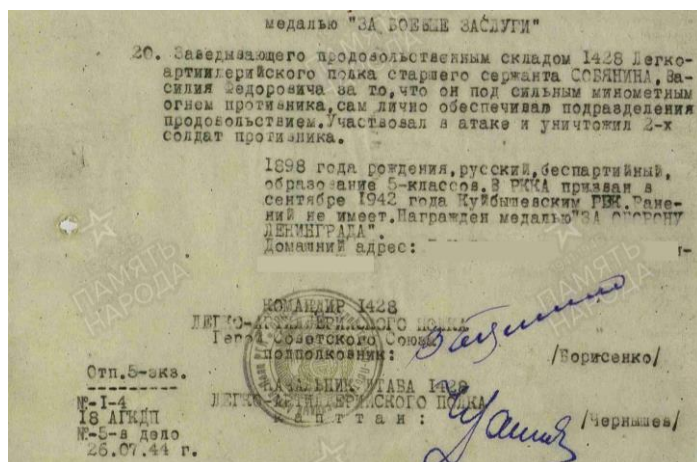 медалью "ЗА БОЕВЫЕ ЗАСЛУГИ"
20. Заведывающего продовольственным складом 1428 Легко-
артиллерийского полка старшего сержанта СОБЯНИНА, Ва-
силия Федоровича за то, что он под сильным минометным
огнем противника, сам лично обеспечивал подразделения
продовольствием. Участвовал в атаке и уничтожил 2-х
солдат противника.
1898 года рождения, русский, беспартийный,
образование 5-классов. В РККА призван в
сентябре 1942 года Куйбышевским РВК. Ране-
ний не имеет. Награжден медалью "ЗА ОБОРОНУ
ЛЕНИНГРАДА".
Домашний адрес:
КОМАНДИР 1428
ЛЕГКО-АРТИЛЛЕРИЙСКОГО ПОЛКА
Герой Советского Союза
подполковник: /Борисенко/
Отп.5-экз.
НАЧАЛЬНИК ШТАБА 1428
№-1-4 ЛЕГКО-АРТИЛЛЕРИЙСКОГО ПОЛКА
18 АГКДП капитан: /Чернышев/
№-5-в дело
26.07.44 г.
ПАМЯТЬ НАРОДА